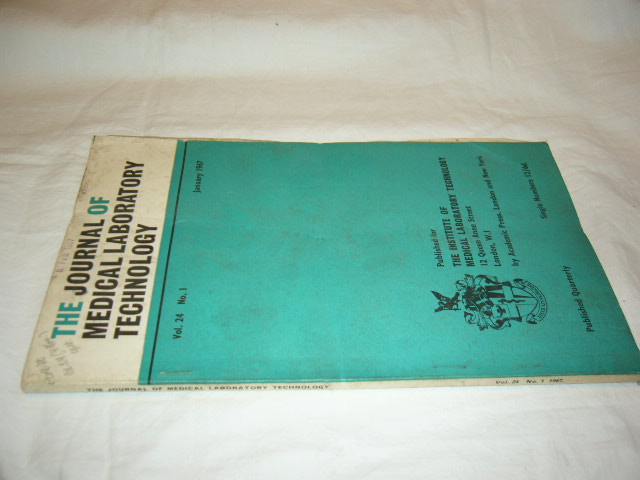 THE JOURNAL OF
MEDICAL LABORATORY
TECHNOLOGY
Vol. 24 No. 1
January 1967
Published for
THE INSTITUTE OF
MEDICAL LABORATORY TECHNOLOGY
12 Queen Anne Street
London, W.1
by Academic Press London and New York
Published Quarterly
Single Numbers 12/6d.
THE JOURNAL OF MEDICAL LABORATORY TECHNOLOGY
Vol. 24 No. 1 1967